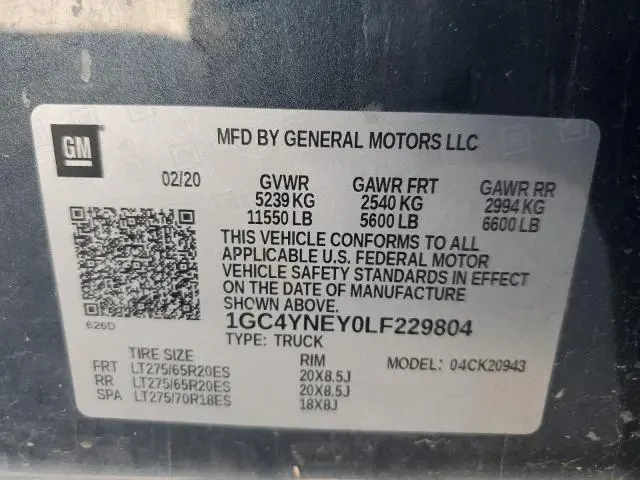 GM
MFD BY GENERAL MOTORS LLC
02/20 GVWR GAWR FRT GAWR RR
5239 KG 2540 KG 2994 KG
11550 LB 5600 LB 6600 LB
THIS VEHICLE CONFORMS TO ALL
APPLICABLE U.S. FEDERAL MOTOR
VEHICLE SAFETY STANDARDS IN EFFECT
ON THE DATE OF MANUFACTURE
SHOWN ABOVE.
626D
1GC4YNEY0LF229804
TYPE: TRUCK MODEL: 04CK20943
TIRE SIZE RIM
FRT LT275/65R20ES 20X8.5J
RR LT275/65R20ES 20X8.5J
SPA LT275/70R18ES 18X8J